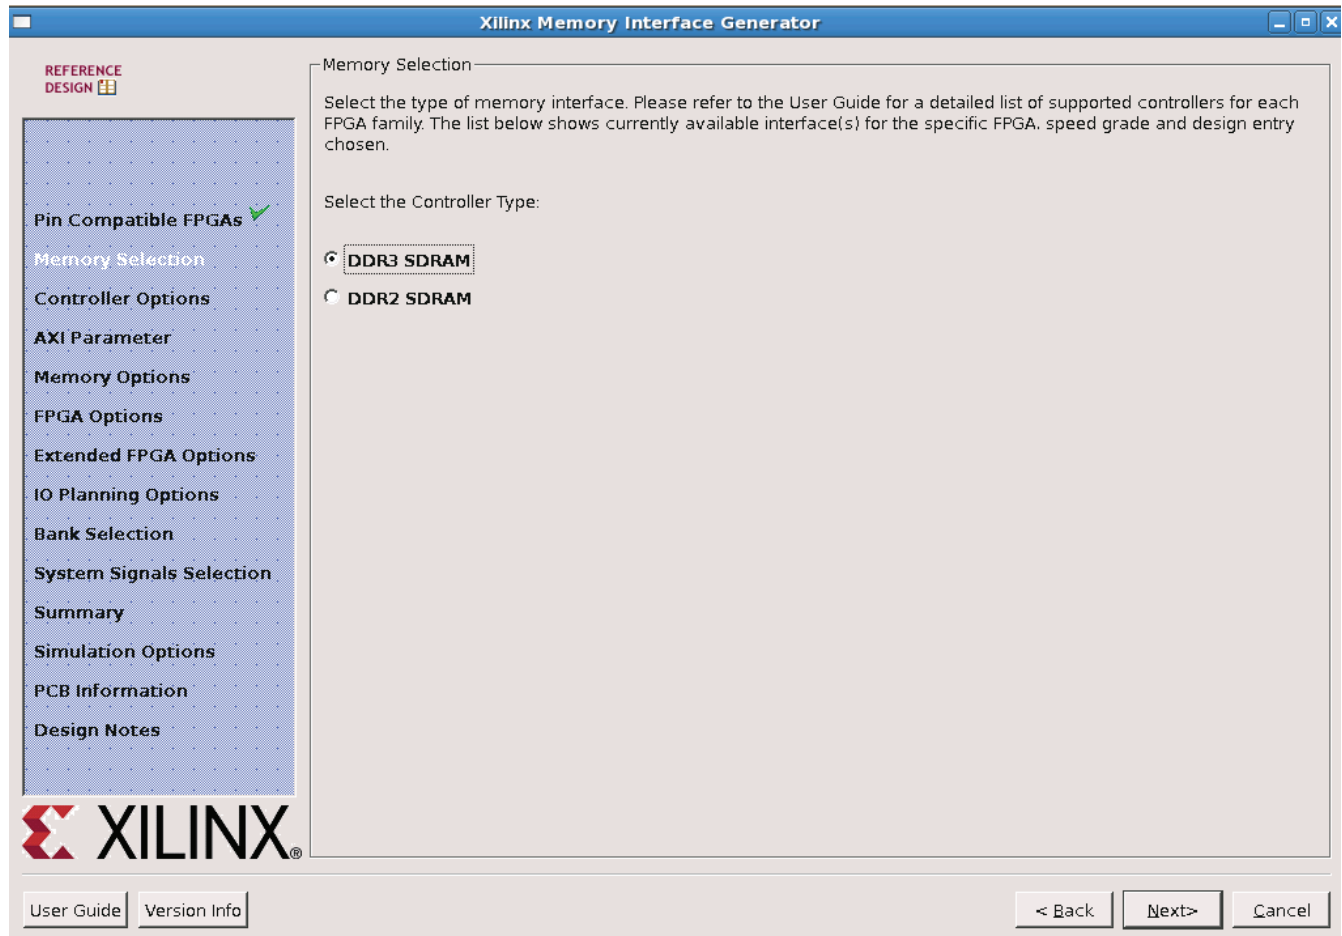 Xilinx Memory Interface Generator
REFERENCE
DESIGN
Pin Compatible FPGAs
Memory Selection
Controller Options
AXI Parameter
Memory Options
FPGA Options
Extended FPGA Options
IO Planning Options
Bank Selection
System Signals Selection
Summary
Simulation Options
PCB Information
Design Notes
XILINX®
Memory Selection
Select the type of memory interface. Please refer to the User Guide for a detailed list of supported controllers for each
FPGA family. The list below shows currently available interface(s) for the specific FPGA. speed grade and design entry
chosen.
Select the Controller Type:
DDR3 SDRAM
DDR2 SDRAM
User Guide
Version Info
< Back
Next>
Cancel